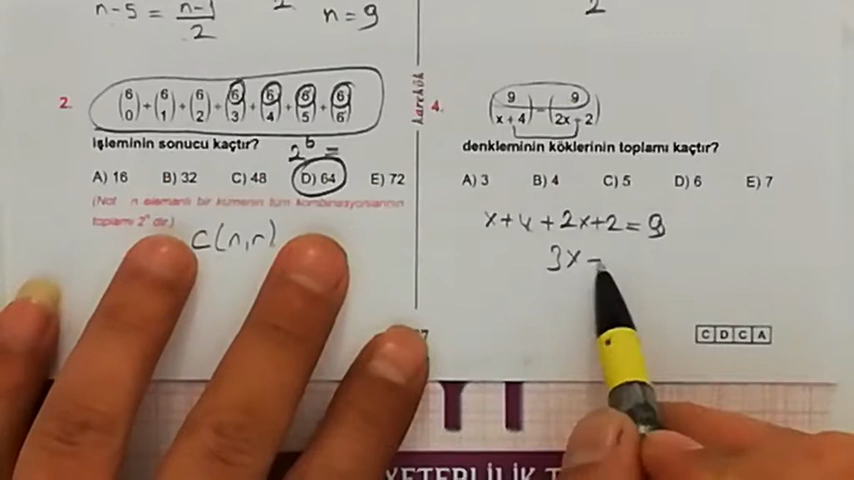 n-5 = n-1/2
n = 9
2
2.
(6 0) + (6 1) + (6 2) + (6 3) + (6 4) + (6 5) + (6 6)
işleminin sonucu kaçtır?
2⁶ =
A) 16 B) 32 C) 48 D) 64 E) 72
(Not n elemanlı bir kümenin tüm kombinasyonlarının
toplamı 2ⁿ dir.)
C(n,r)
karekök
4.
(9 x + 4) = (9 2x + 2)
denkleminin köklerinin toplamı kaçtır?
A) 3 B) 4 C) 5 D) 6 E) 7
x+4+2x+2=9
3x -
C D C A
YETERLİLİK T